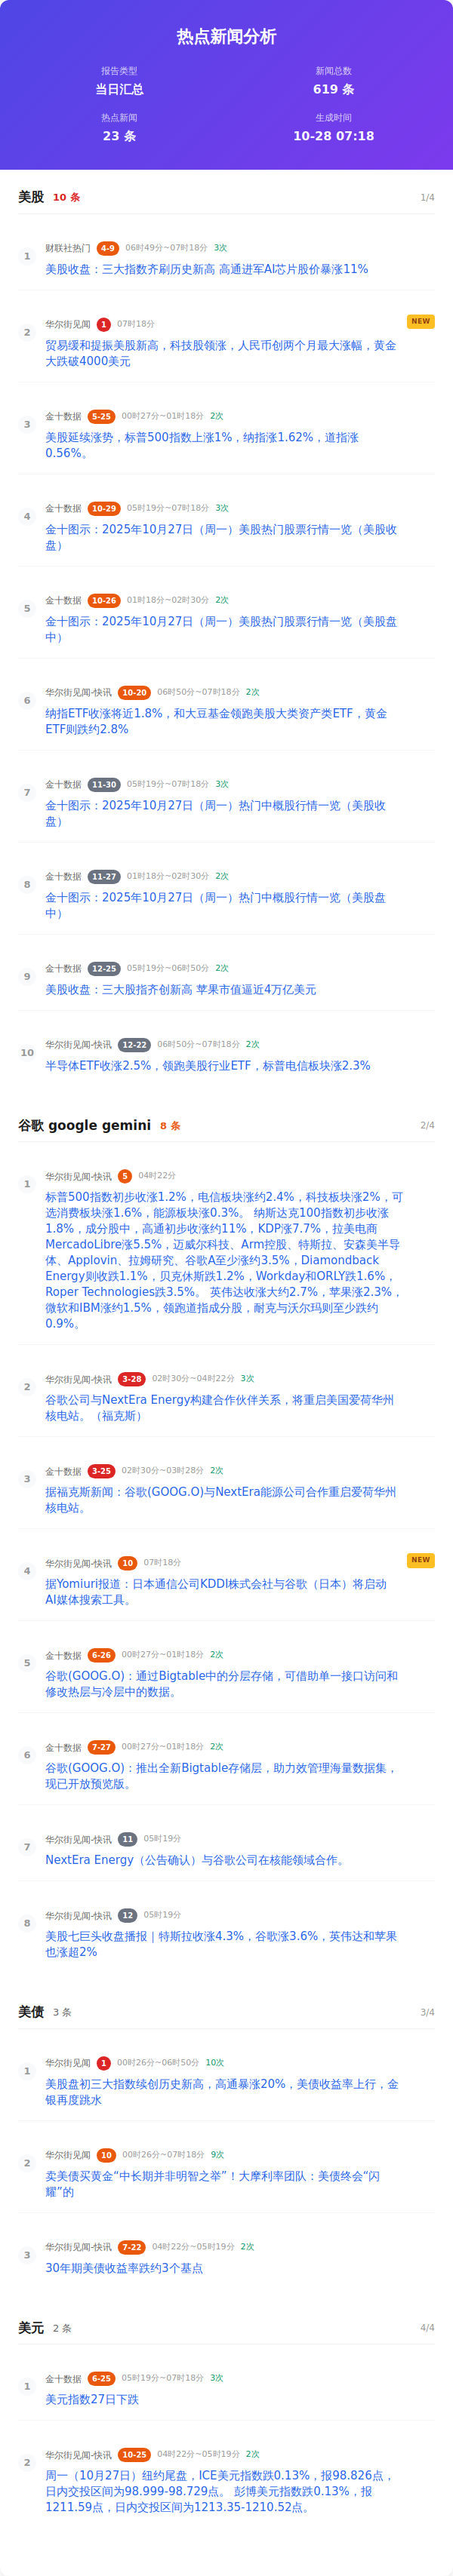 热点新闻分析
报告类型
新闻总数
当日汇总
619 条
热点新闻
生成时间
23 条
10-28 07:18
美股 10 条 1/4
1
财联社热门 4-9 06时49分~07时18分 3次
美股收盘：三大指数齐刷历史新高 高通进军AI芯片股价暴涨11%
2
华尔街见闻 1 07时18分 NEW
贸易缓和提振美股新高，科技股领涨，人民币创两个月最大涨幅，黄金
大跌破4000美元
3
金十数据 5-25 00时27分~01时18分 2次
美股延续涨势，标普500指数上涨1%，纳指涨1.62%，道指涨
0.56%。
4
金十数据 10-29 05时19分~07时18分 3次
金十图示：2025年10月27日（周一）美股热门股票行情一览（美股收
盘）
5
金十数据 10-26 01时18分~02时30分 2次
金十图示：2025年10月27日（周一）美股热门股票行情一览（美股盘
中）
6
华尔街见闻-快讯 10-20 06时50分~07时18分 2次
纳指ETF收涨将近1.8%，和大豆基金领跑美股大类资产类ETF，黄金
ETF则跌约2.8%
7
金十数据 11-30 05时19分~07时18分 3次
金十图示：2025年10月27日（周一）热门中概股行情一览（美股收
盘）
8
金十数据 11-27 01时18分~02时30分 2次
金十图示：2025年10月27日（周一）热门中概股行情一览（美股盘
中）
9
金十数据 12-25 05时19分~06时50分 2次
美股收盘：三大股指齐创新高 苹果市值逼近4万亿美元
10
华尔街见闻-快讯 12-22 06时50分~07时18分 2次
半导体ETF收涨2.5%，领跑美股行业ETF，标普电信板块涨2.3%
谷歌 google gemini 8 条 2/4
1
华尔街见闻-快讯 5 04时22分
标普500指数初步收涨1.2%，电信板块涨约2.4%，科技板块涨2%，可
选消费板块涨1.6%，能源板块涨0.3%。 纳斯达克100指数初步收涨
1.8%，成分股中，高通初步收涨约11%，KDP涨7.7%，拉美电商
MercadoLibre涨5.5%，迈威尔科技、Arm控股、特斯拉、安森美半导
体、Applovin、拉姆研究、谷歌A至少涨约3.5%，Diamondback
Energy则收跌1.1%，贝克休斯跌1.2%，Workday和ORLY跌1.6%，
Roper Technologies跌3.5%。 英伟达收涨大约2.7%，苹果涨2.3%，
微软和IBM涨约1.5%，领跑道指成分股，耐克与沃尔玛则至少跌约
0.9%。
2
华尔街见闻-快讯 3-28 02时30分~04时22分 3次
谷歌公司与NextEra Energy构建合作伙伴关系，将重启美国爱荷华州
核电站。（福克斯）
3
金十数据 3-25 02时30分~03时28分 2次
据福克斯新闻：谷歌(GOOG.O)与NextEra能源公司合作重启爱荷华州
核电站。
4
华尔街见闻-快讯 10 07时18分 NEW
据Yomiuri报道：日本通信公司KDDI株式会社与谷歌（日本）将启动
AI媒体搜索工具。
5
金十数据 6-26 00时27分~01时18分 2次
谷歌(GOOG.O)：通过Bigtable中的分层存储，可借助单一接口访问和
修改热层与冷层中的数据。
6
金十数据 7-27 00时27分~01时18分 2次
谷歌(GOOG.O)：推出全新Bigtable存储层，助力效管理海量数据集，
现已开放预览版。
7
华尔街见闻-快讯 11 05时19分
NextEra Energy（公告确认）与谷歌公司在核能领域合作。
8
华尔街见闻-快讯 12 05时19分
美股七巨头收盘播报｜特斯拉收涨4.3%，谷歌涨3.6%，英伟达和苹果
也涨超2%
美债 3 条 3/4
1
华尔街见闻 1 00时26分~06时50分 10次
美股盘初三大指数续创历史新高，高通暴涨20%，美债收益率上行，金
银再度跳水
2
华尔街见闻 10 00时26分~07时18分 9次
卖美债买黄金“中长期并非明智之举”！大摩利率团队：美债终会“闪
耀”的
3
华尔街见闻-快讯 7-22 04时22分~05时19分 2次
30年期美债收益率跌约3个基点
美元 2 条 4/4
1
金十数据 6-25 05时19分~07时18分 3次
美元指数27日下跌
2
华尔街见闻-快讯 10-25 04时22分~05时19分 2次
周一（10月27日）纽约尾盘，ICE美元指数跌0.13%，报98.826点，
日内交投区间为98.999-98.729点。 彭博美元指数跌0.13%，报
1211.59点，日内交投区间为1213.35-1210.52点。